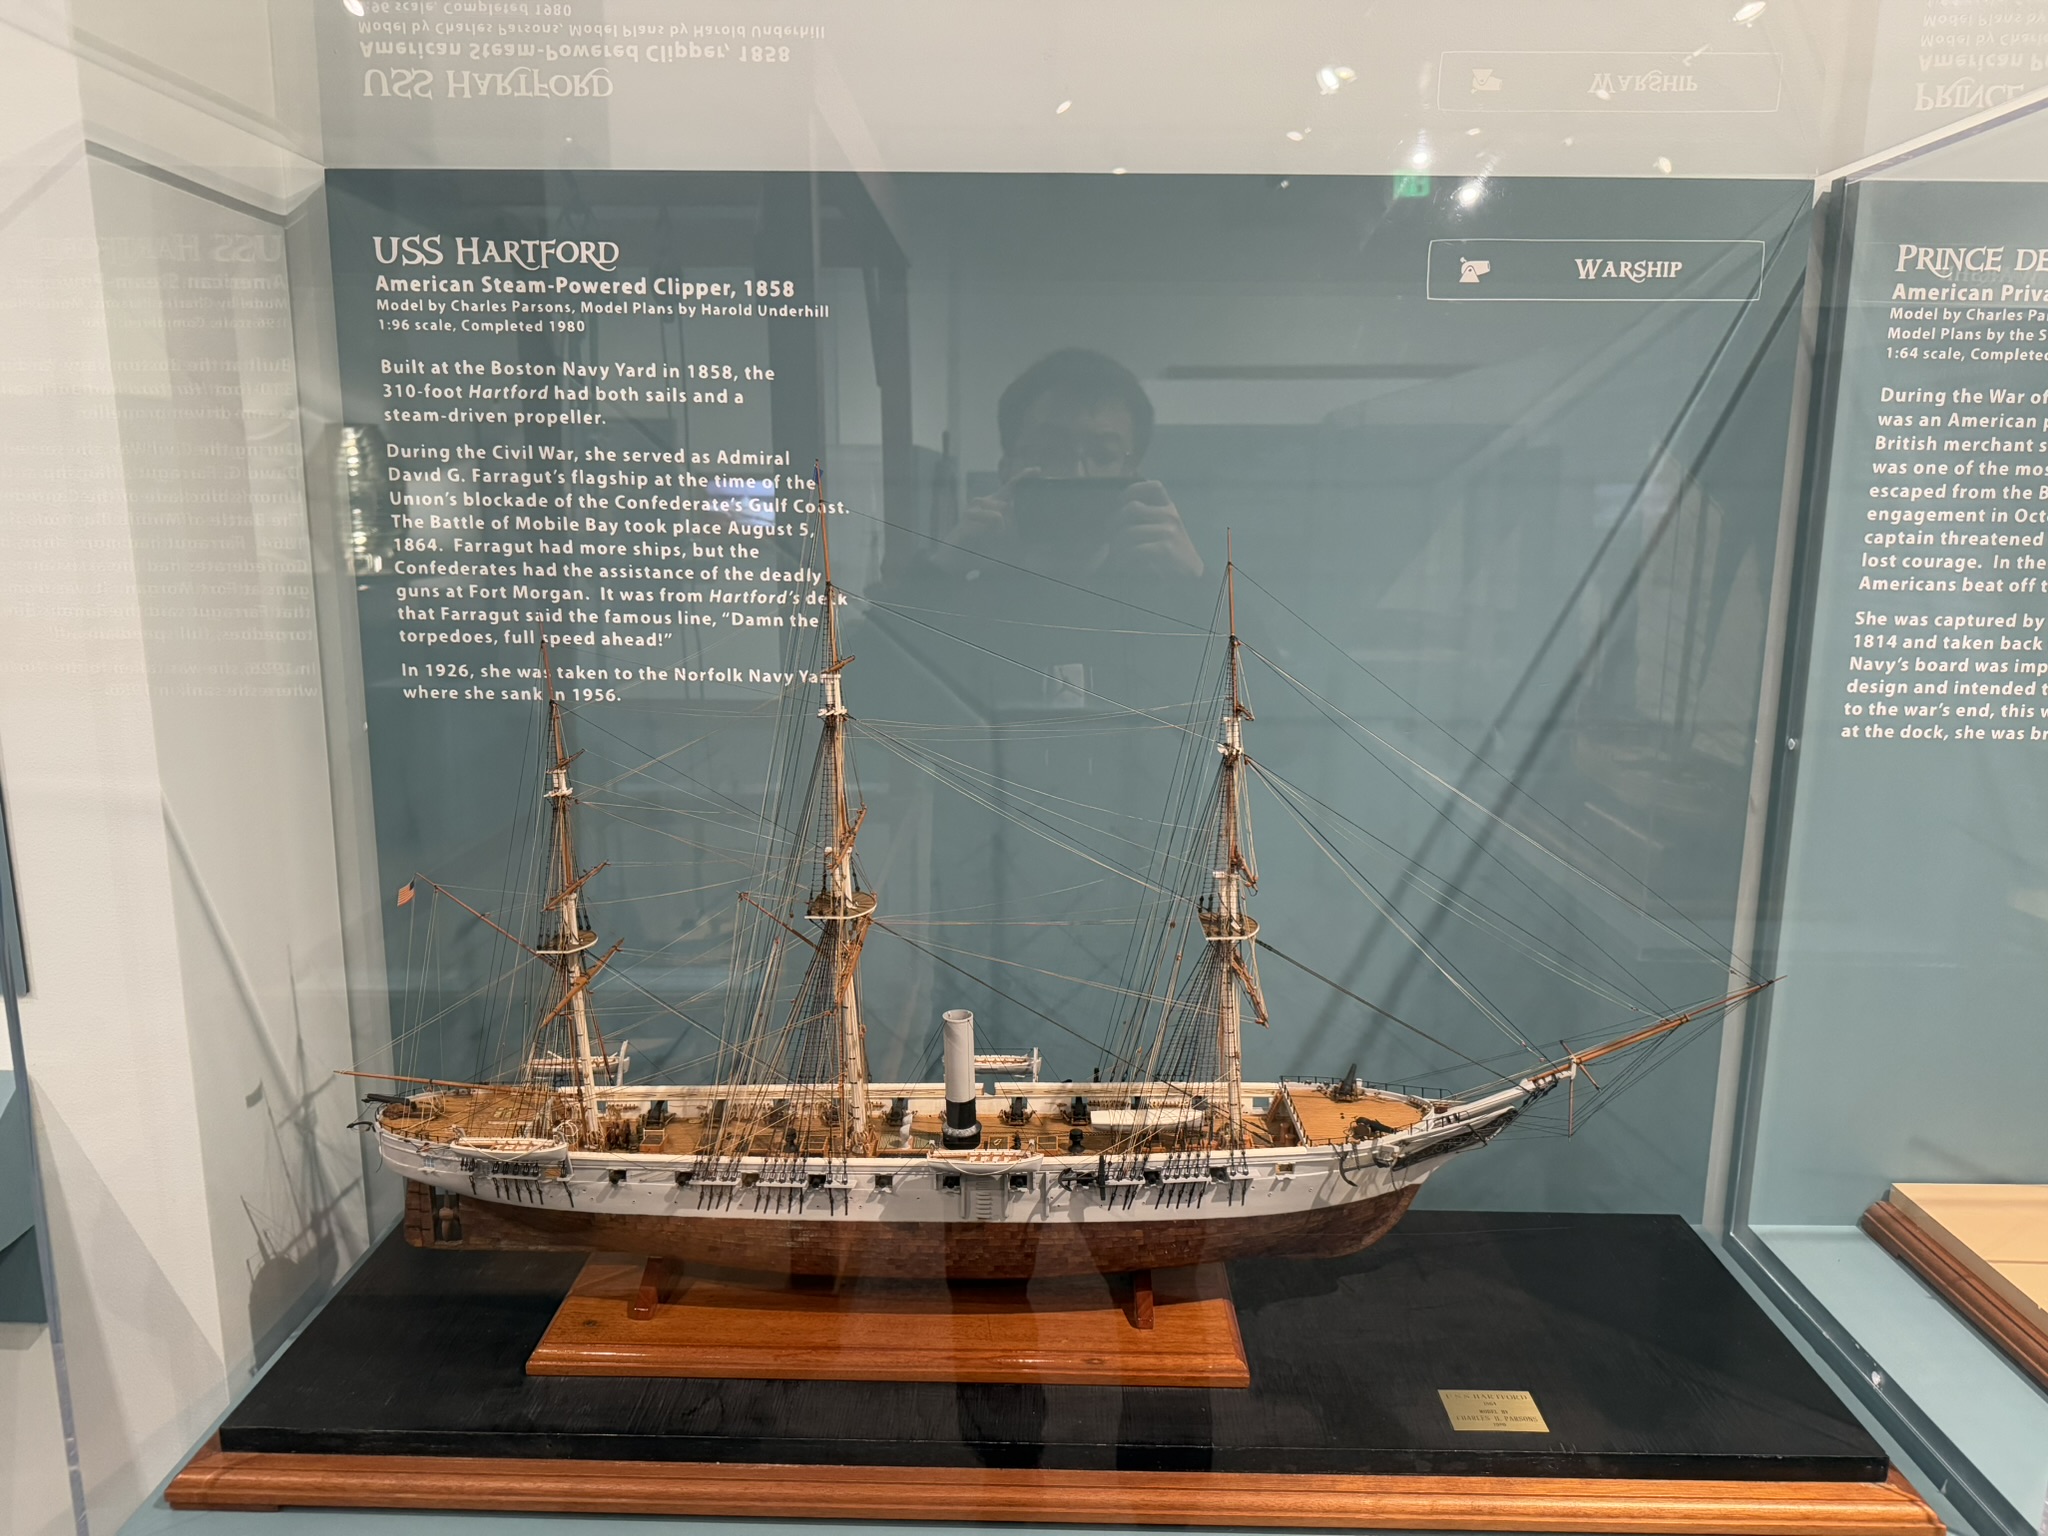 USS HARTFORD
American Steam-Powered Clipper, 1858
Model by Charles Parsons, Model Plans by Harold Underhill
1:96 scale, Completed 1980
Built at the Boston Navy Yard in 1858, the
310-foot Hartford had both sails and a
steam-driven propeller.
During the Civil War, she served as Admiral
David G. Farragut's flagship at the time of the
Union's blockade of the Confederate's Gulf Coast.
The Battle of Mobile Bay took place August 5,
1864. Farragut had more ships, but the
Confederates had the assistance of the deadly
guns at Fort Morgan. It was from Hartford's deck
that Farragut said the famous line, "Damn the
torpedoes, full speed ahead!"
In 1926, she was taken to the Norfolk Navy Ya
where she sank in 1956.
WARSHIP
PRINCE DE
American Priva
Model by Charles Pa
Model Plans by the S
1:64 scale, Completed
During the War of
was an American p
British merchant s
was one of the mos
escaped from the B
engagement in Oct
captain threatened
lost courage. In the
Americans beat off t
She was captured by
1814 and taken back
Navy's board was imp
design and intended t
to the war's end, this w
at the dock, she was br
USS HARTFORD
MODEL BY
CHARLES PARSONS